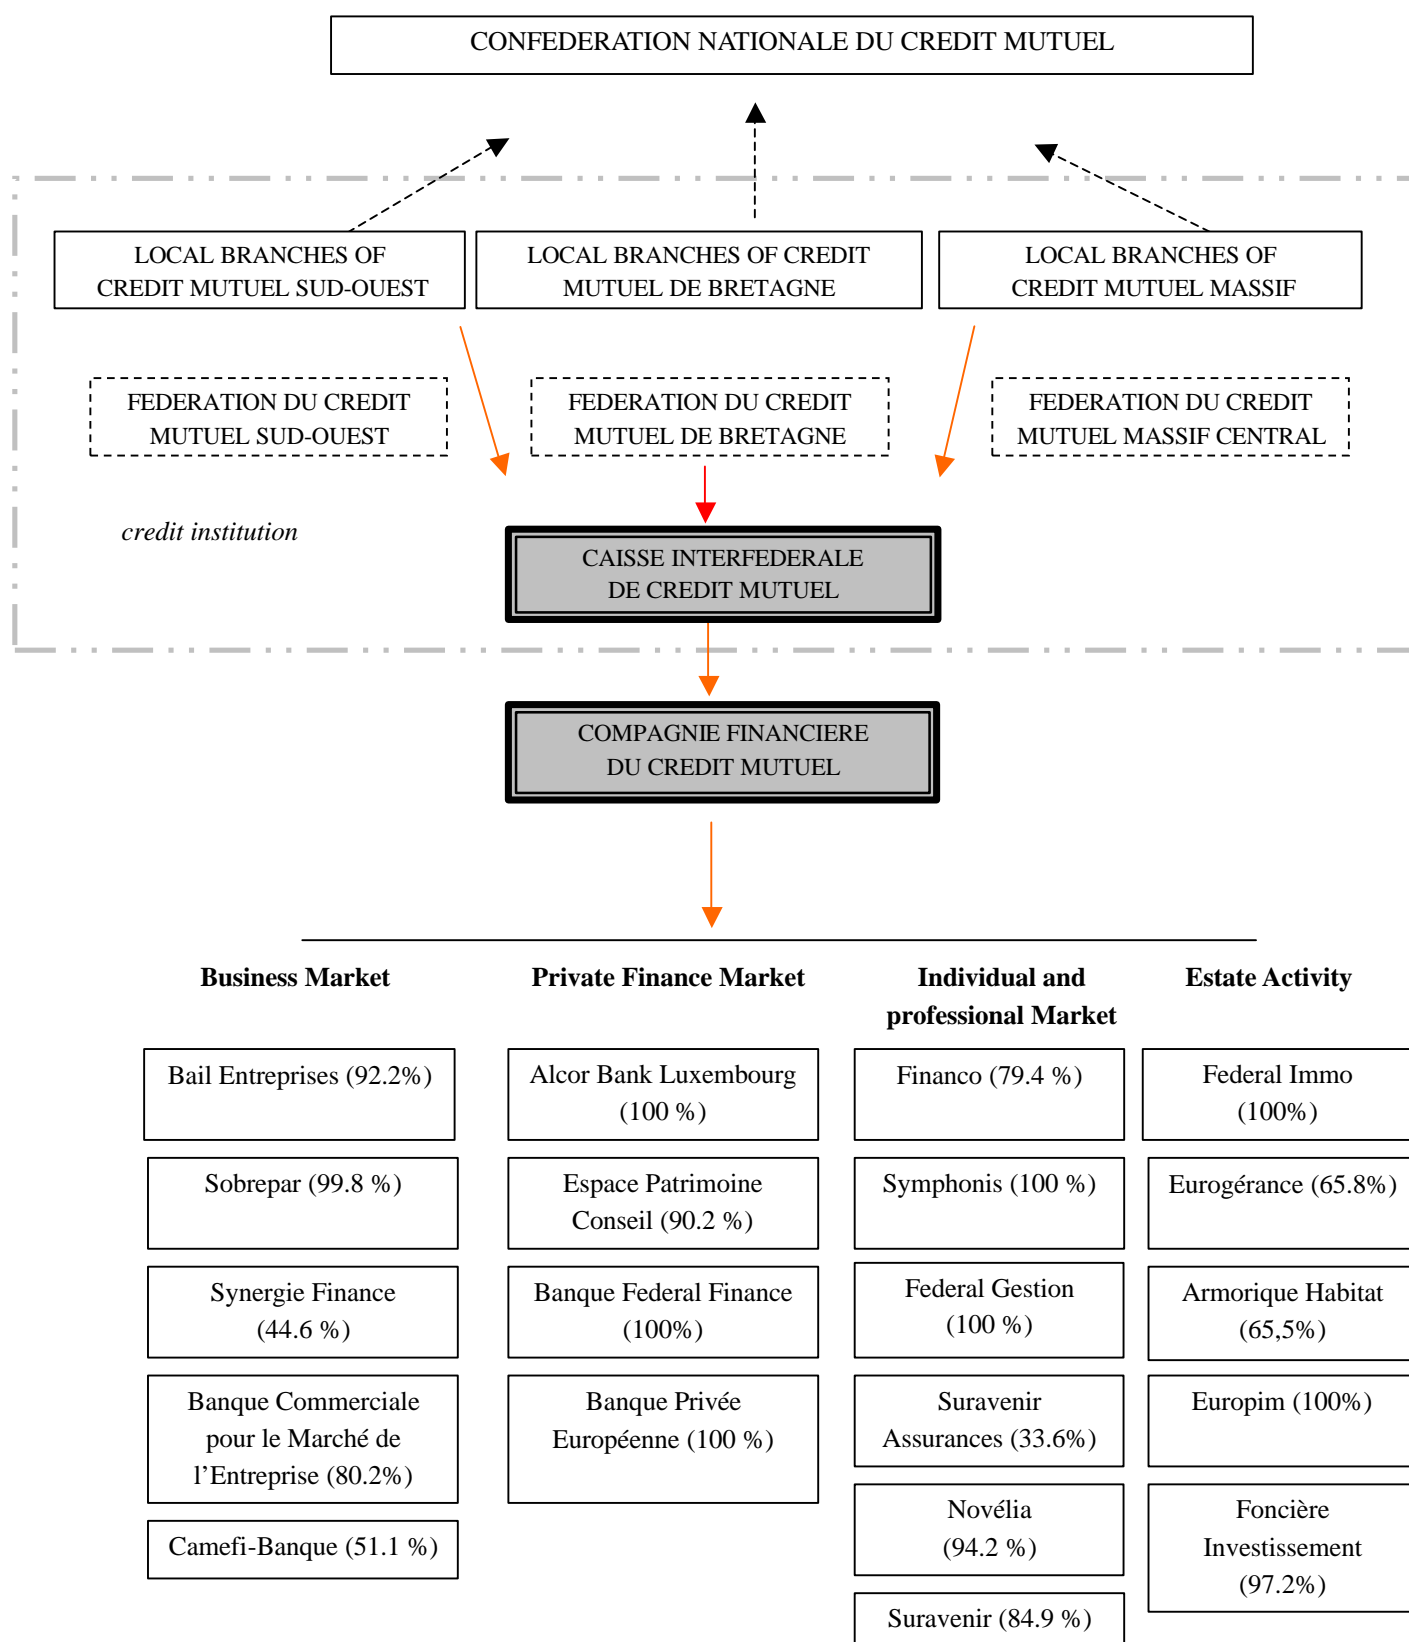 CONFEDERATION NATIONALE DU CREDIT MUTUEL
LOCAL BRANCHES OF
CREDIT MUTUEL SUD-OUEST
LOCAL BRANCHES OF CREDIT
MUTUEL DE BRETAGNE
LOCAL BRANCHES OF
CREDIT MUTUEL MASSIF
FEDERATION DU CREDIT
MUTUEL SUD-OUEST
FEDERATION DU CREDIT
MUTUEL DE BRETAGNE
FEDERATION DU CREDIT
MUTUEL MASSIF CENTRAL
credit institution
CAISSE INTERFEDERALE
DE CREDIT MUTUEL
COMPAGNIE FINANCIERE
DU CREDIT MUTUEL
Business Market
Bail Entreprises (92.2%)
Sobrepar (99.8 %)
Synergie Finance
(44.6 %)
Banque Commerciale
pour le Marché de
l’Entreprise (80.2%)
Camefi-Banque (51.1 %)
Private Finance Market
Alcor Bank Luxembourg
(100 %)
Espace Patrimoine
Conseil (90.2 %)
Banque Federal Finance
(100%)
Banque Privée
Européenne (100 %)
Individual and
professional Market
Financo (79.4 %)
Symphonis (100 %)
Federal Gestion
(100 %)
Suravenir
Assurances (33.6%)
Novélia
(94.2 %)
Suravenir (84.9 %)
Estate Activity
Federal Immo
(100%)
Eurogérance (65.8%)
Armorique Habitat
(65,5%)
Europim (100%)
Foncière
Investissement
(97.2%)